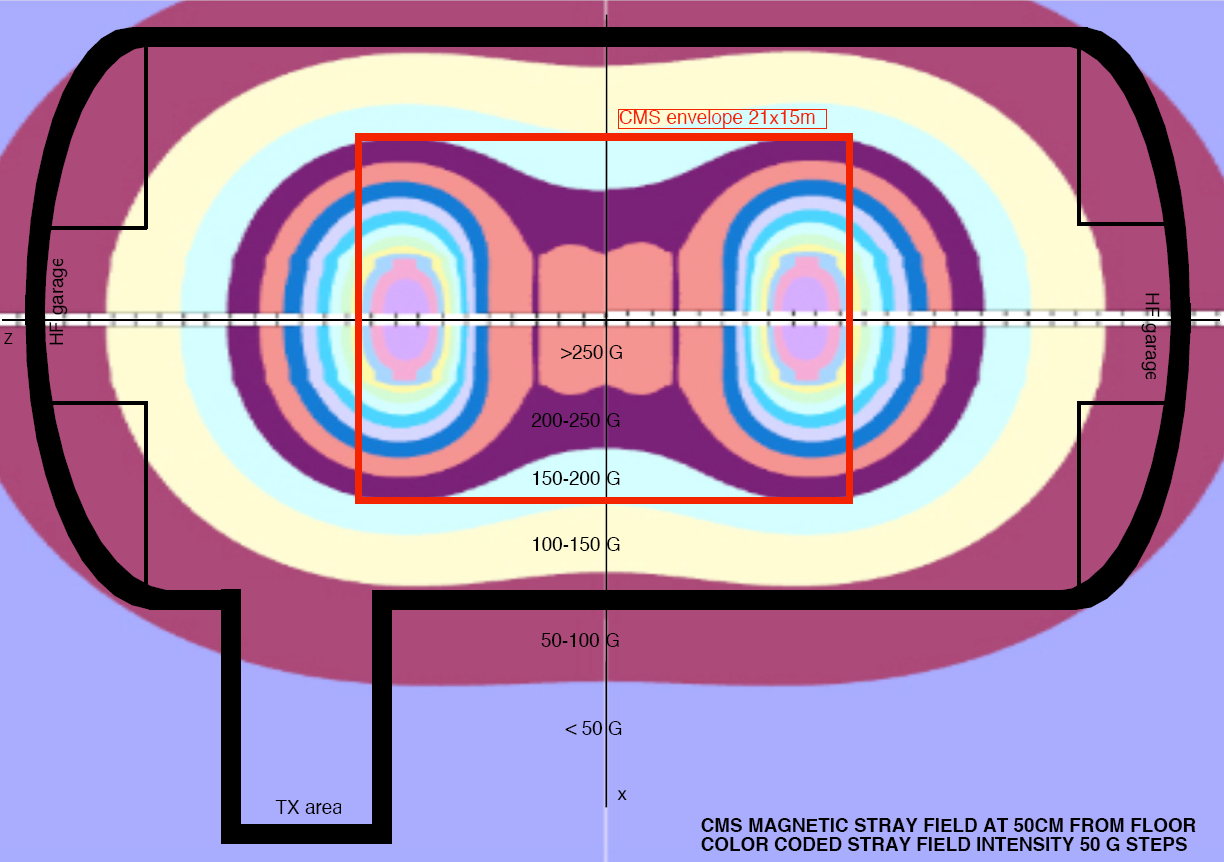 CMS envelope 21x15m
HF garage
HF garage
z
>250 G
200-250 G
150-200 G
100-150 G
50-100 G
< 50 G
x
TX area
CMS MAGNETIC STRAY FIELD AT 50CM FROM FLOOR
COLOR CODED STRAY FIELD INTENSITY 50 G STEPS